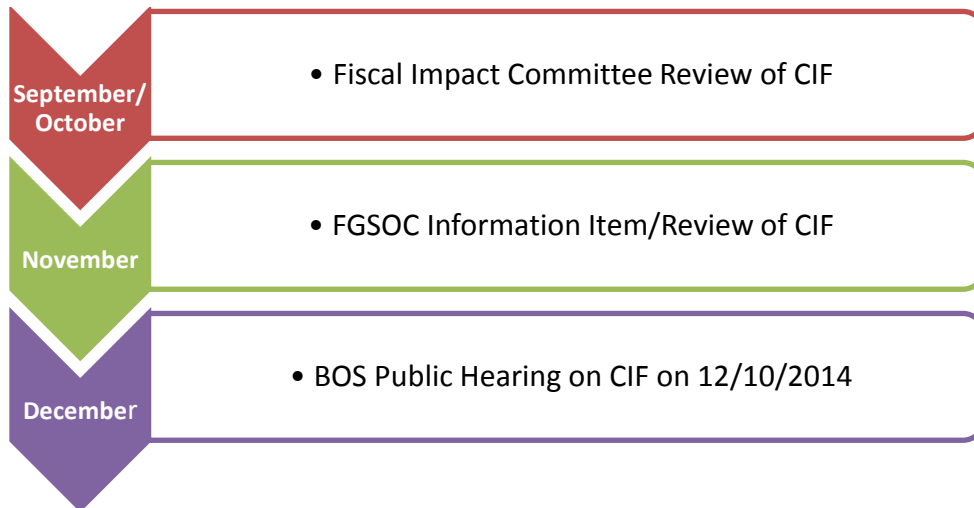 September/
October
• Fiscal Impact Committee Review of CIF
November
• FGSOC Information Item/Review of CIF
December
• BOS Public Hearing on CIF on 12/10/2014